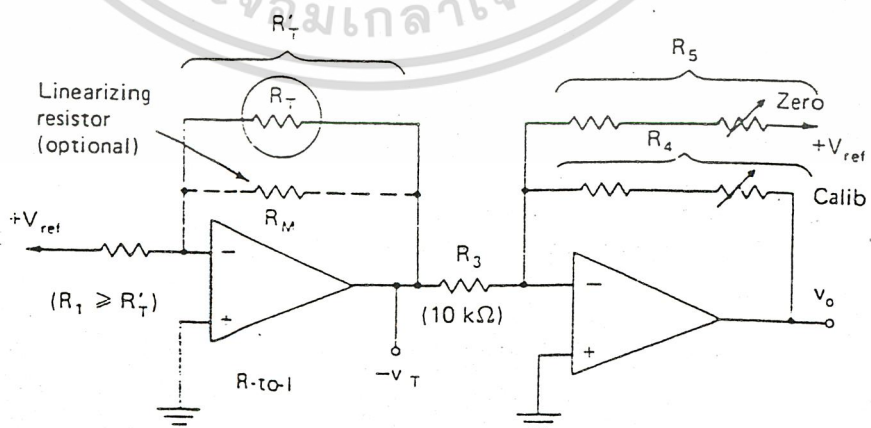 R′T
R5
Linearizing
resistor
(optional)
RT
Zero
+Vref
R4
Calib
+Vref
RM
R3
(R1 ⩾ R′T)
−
+
(10 kΩ)
−
+
vo
−vT
R-to-I